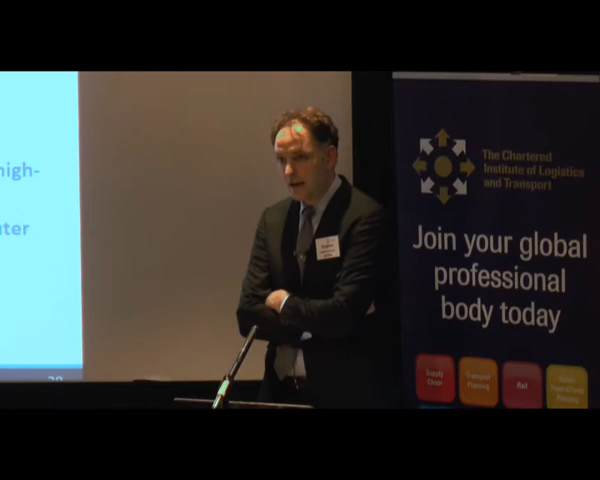 high-
ter
The Chartered
Institute of Logistics
and Transport
Join your global
professional
body today
Supply
Chain
Transport
Planning
Rail